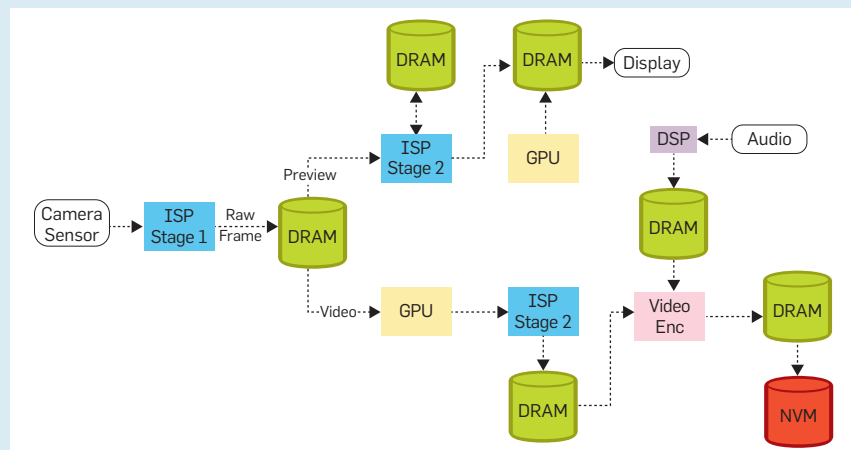 DRAM
DRAM
Display
ISP
Stage 2
GPU
DSP
Audio
Preview
Camera
Sensor
ISP
Stage 1
Raw
Frame
DRAM
DRAM
Video
GPU
ISP
Stage 2
Video
Enc
DRAM
DRAM
NVM